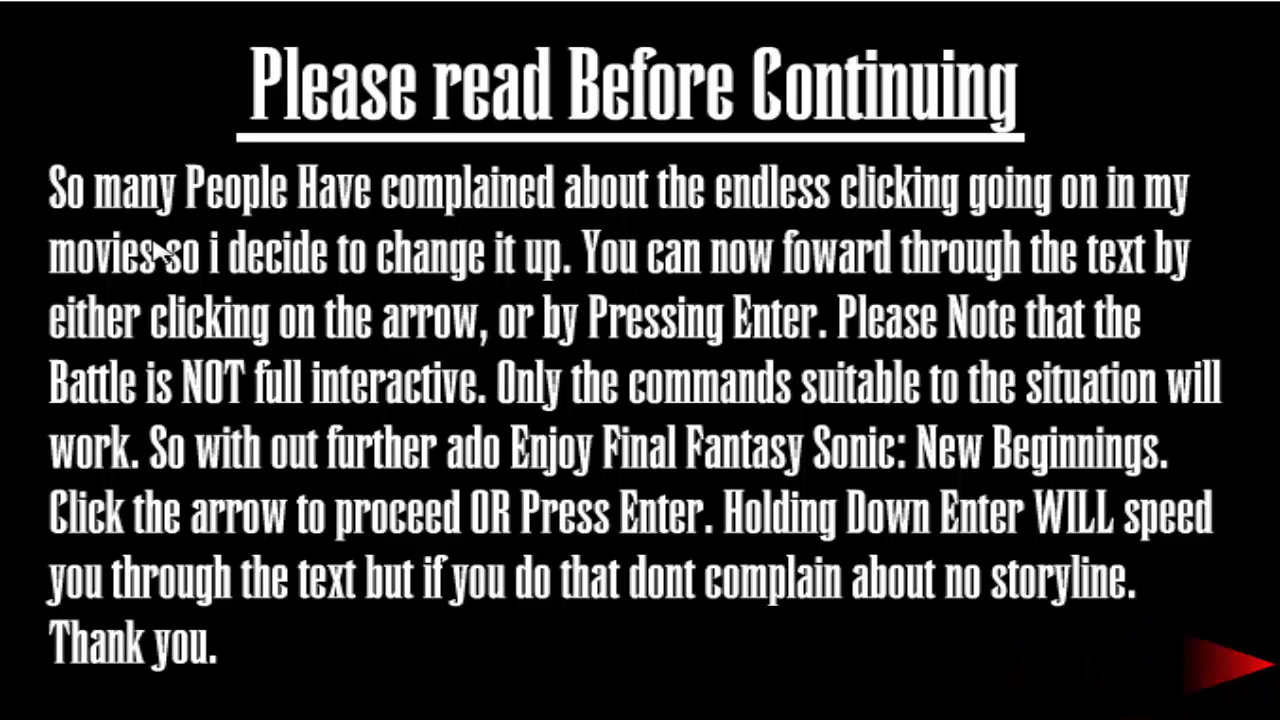 Please read Before Continuing
So many People Have complained about the endless clicking going on in my
movies so i decide to change it up. You can now foward through the text by
either clicking on the arrow, or by Pressing Enter. Please Note that the
Battle is NOT full interactive. Only the commands suitable to the situation will
work. So with out further ado Enjoy Final Fantasy Sonic: New Beginnings.
Click the arrow to proceed OR Press Enter. Holding Down Enter WILL speed
you through the text but if you do that dont complain about no storyline.
Thank you.